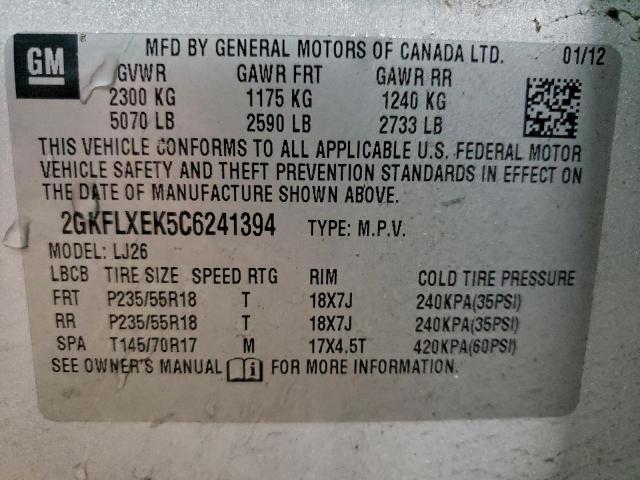 GM
MFD BY GENERAL MOTORS OF CANADA LTD. 01/12
GVWR GAWR FRT GAWR RR
2300 KG 1175 KG 1240 KG
5070 LB 2590 LB 2733 LB
THIS VEHICLE CONFORMS TO ALL APPLICABLE U.S. FEDERAL MOTOR
VEHICLE SAFETY AND THEFT PREVENTION STANDARDS IN EFFECT ON
THE DATE OF MANUFACTURE SHOWN ABOVE.
2GKFLXEK5C6241394 TYPE: M.P.V.
MODEL: LJ26
LBCB TIRE SIZE SPEED RTG RIM COLD TIRE PRESSURE
FRT P235/55R18 T 18X7J 240KPA(35PSI)
RR P235/55R18 T 18X7J 240KPA(35PSI)
SPA T145/70R17 M 17X4.5T 420KPA(60PSI)
SEE OWNER'S MANUAL i FOR MORE INFORMATION.